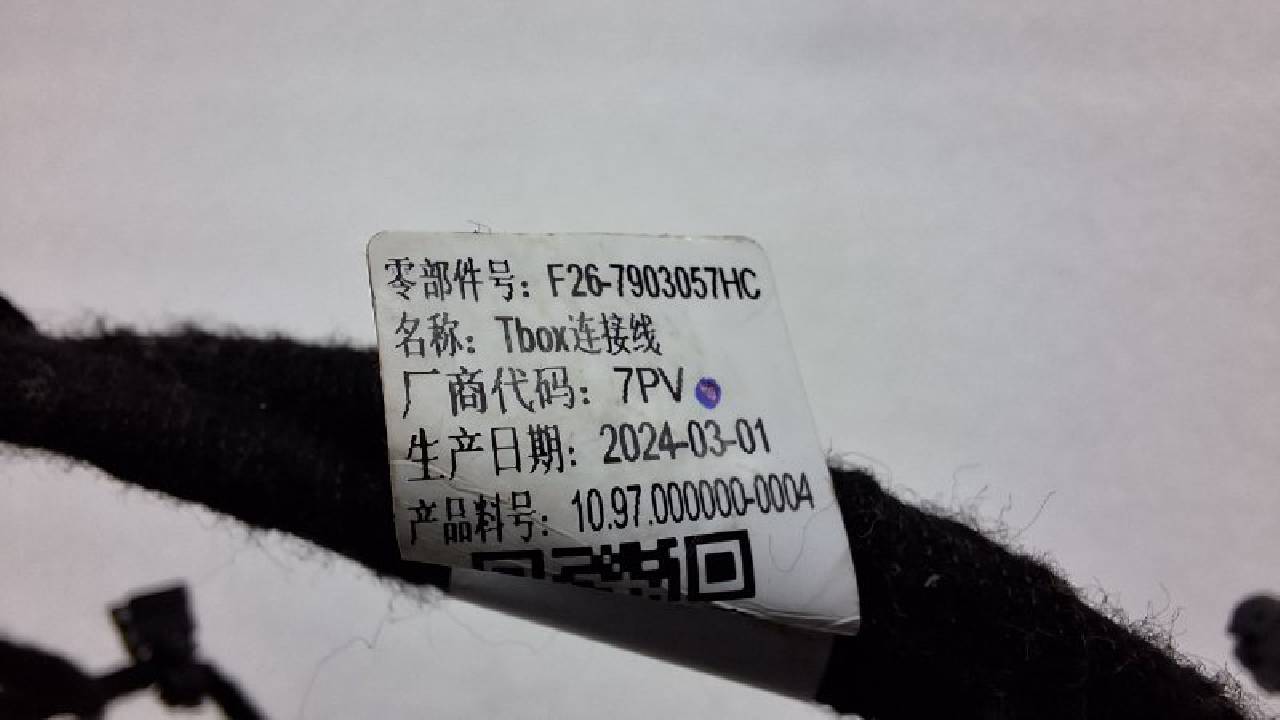 零部件号：F26-7903057HC
名称：Tbox连接线
厂商代码：7PV
生产日期：2024-03-01
产品料号：10.97.000000-0004